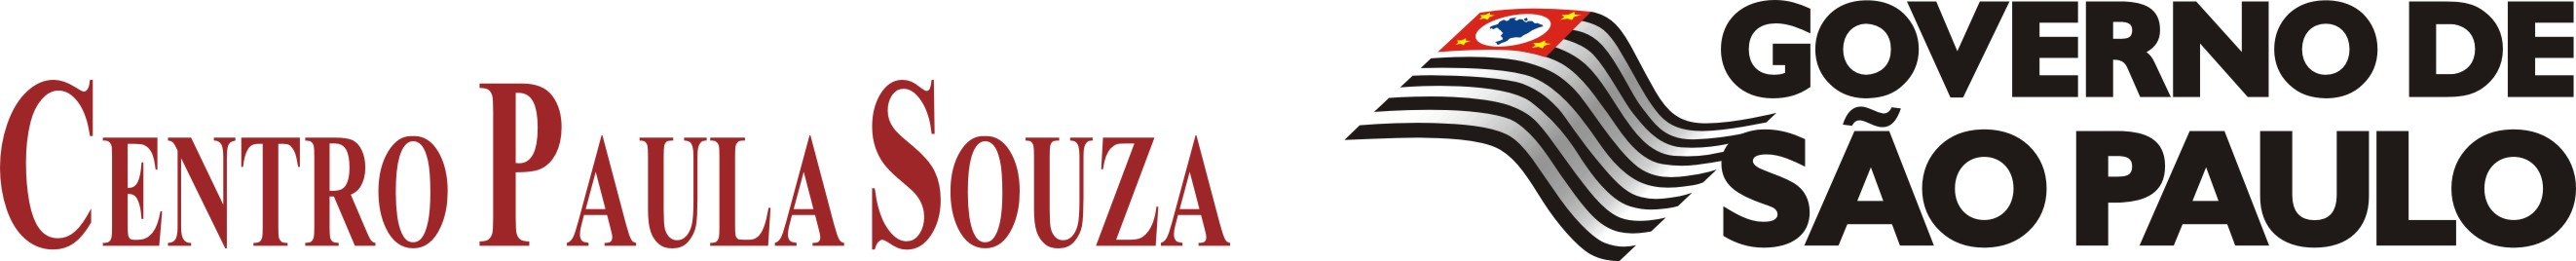 CENTRO PAULA SOUZA
GOVERNO DE
SÃO PAULO